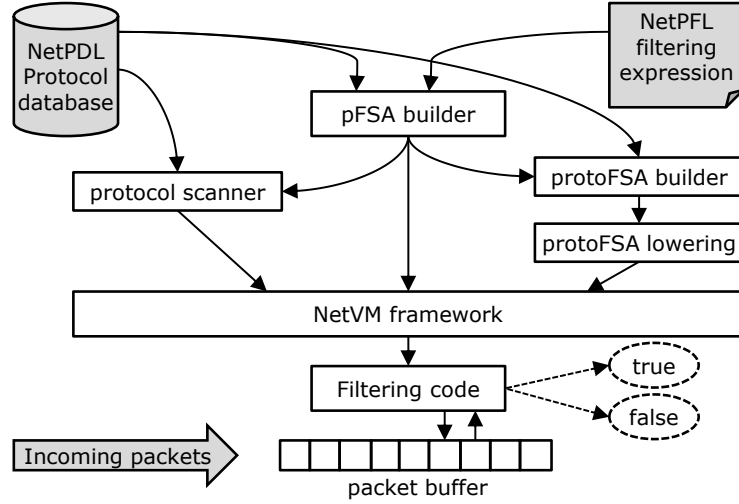 NetPDL
Protocol
database
NetPFL
filtering
expression
pFSA builder
protocol scanner
protoFSA builder
protoFSA lowering
NetVM framework
Filtering code
true
false
Incoming packets
packet buffer